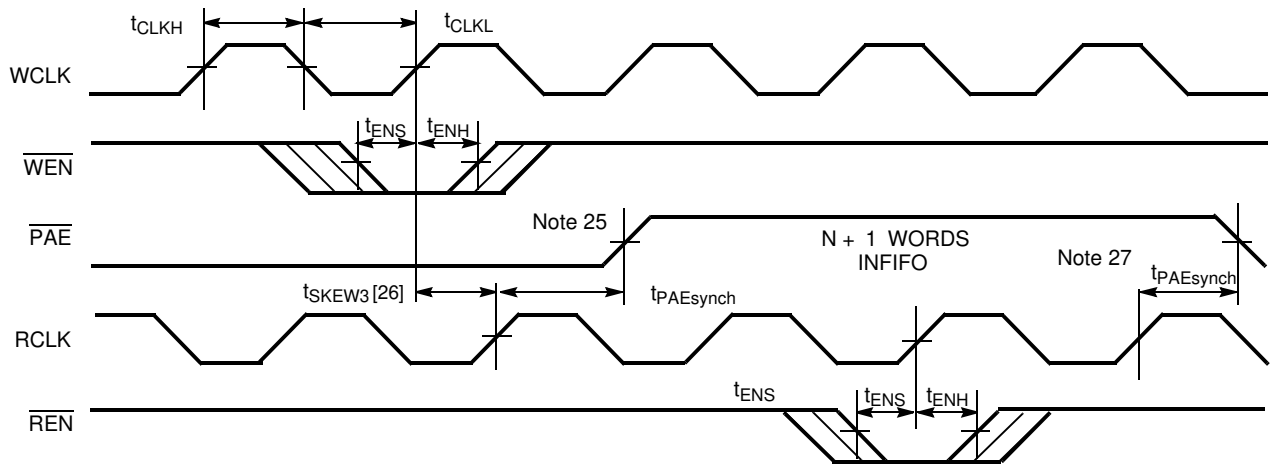 tCLKH tCLKL
WCLK
tENS tENH
WEN
Note 25
PAE
N + 1 WORDS
INFIFO
Note 27
tPAEsynch
tSKEW3 [26] tPAEsynch
RCLK
tENS tENS tENH
REN